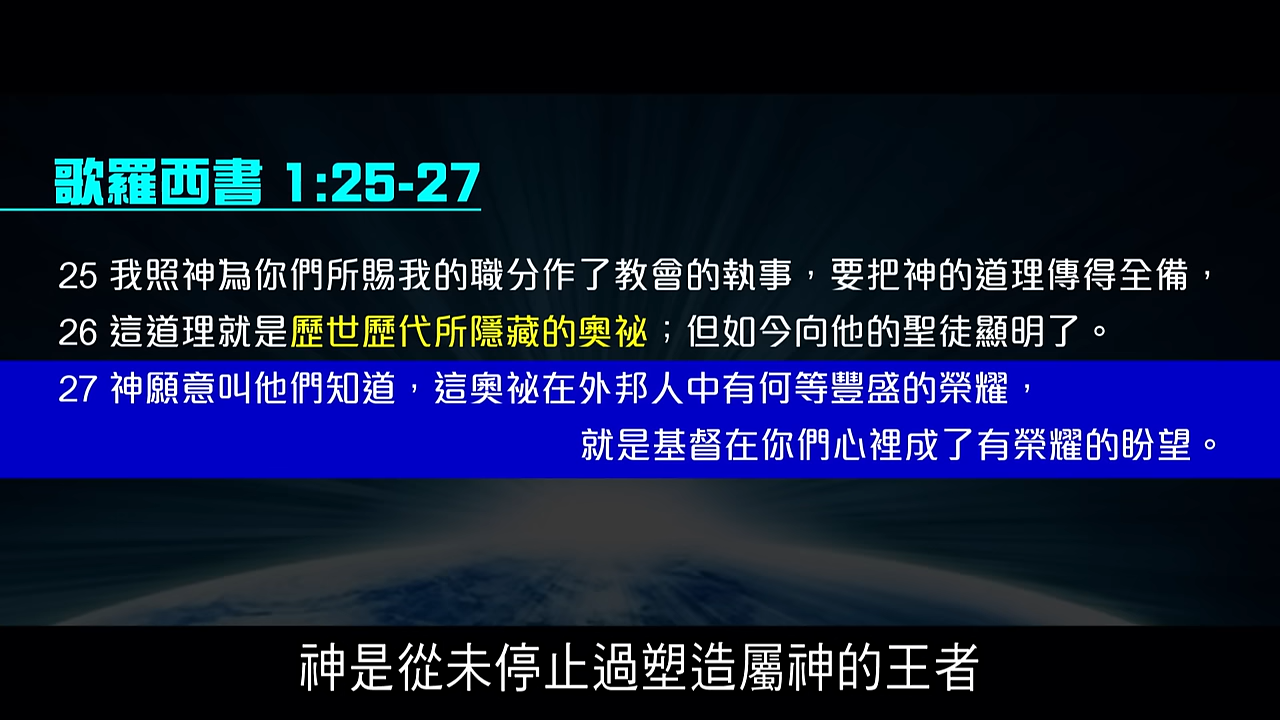 歌羅西書 1:25-27
25 我照神為你們所賜我的職分作了教會的執事，要把神的道理傳得全備，
26 這道理就是歷世歷代所隱藏的奧祕；但如今向他的聖徒顯明了。
27 神願意叫他們知道，這奧祕在外邦人中有何等豐盛的榮耀，
就是基督在你們心裡成了有榮耀的盼望。
神是從未停止過塑造屬神的王者